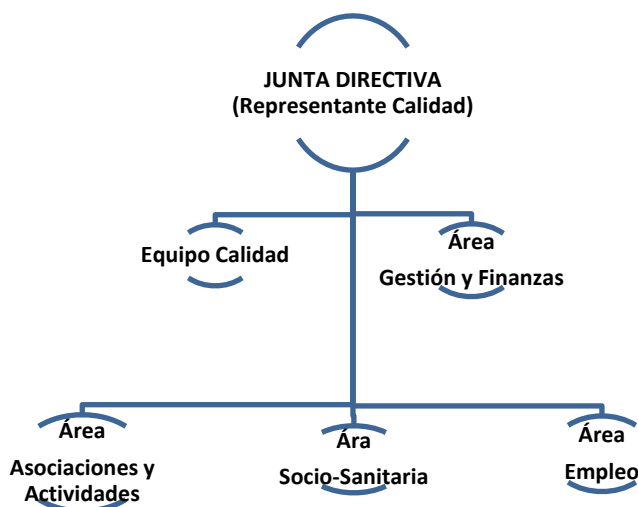 JUNTA DIRECTIVA
(Representante Calidad)
Equipo Calidad
Área
Gestión y Finanzas
Área
Asociaciones y
Actividades
Ára
Socio-Sanitaria
Área
Empleo